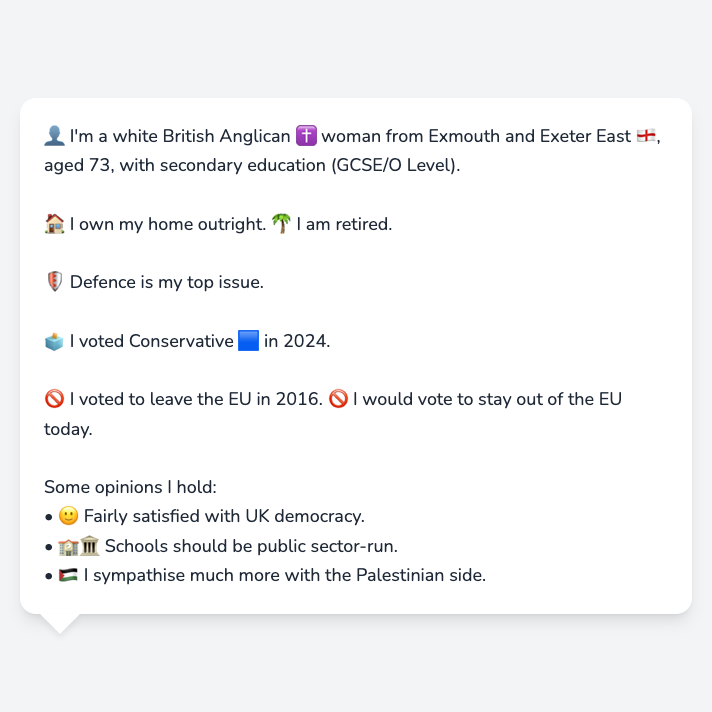 👤 I'm a white British Anglican ✝️ woman from Exmouth and Exeter East 🏴󠁧󠁢󠁥󠁮󠁧󠁿,
aged 73, with secondary education (GCSE/O Level).
🏠 I own my home outright. 🌴 I am retired.
🛡️ Defence is my top issue.
🗳️ I voted Conservative 🟦 in 2024.
🚫 I voted to leave the EU in 2016. 🚫 I would vote to stay out of the EU
today.
Some opinions I hold:
• 🙂 Fairly satisfied with UK democracy.
• 🏫🏛️ Schools should be public sector-run.
• 🇵🇸 I sympathise much more with the Palestinian side.